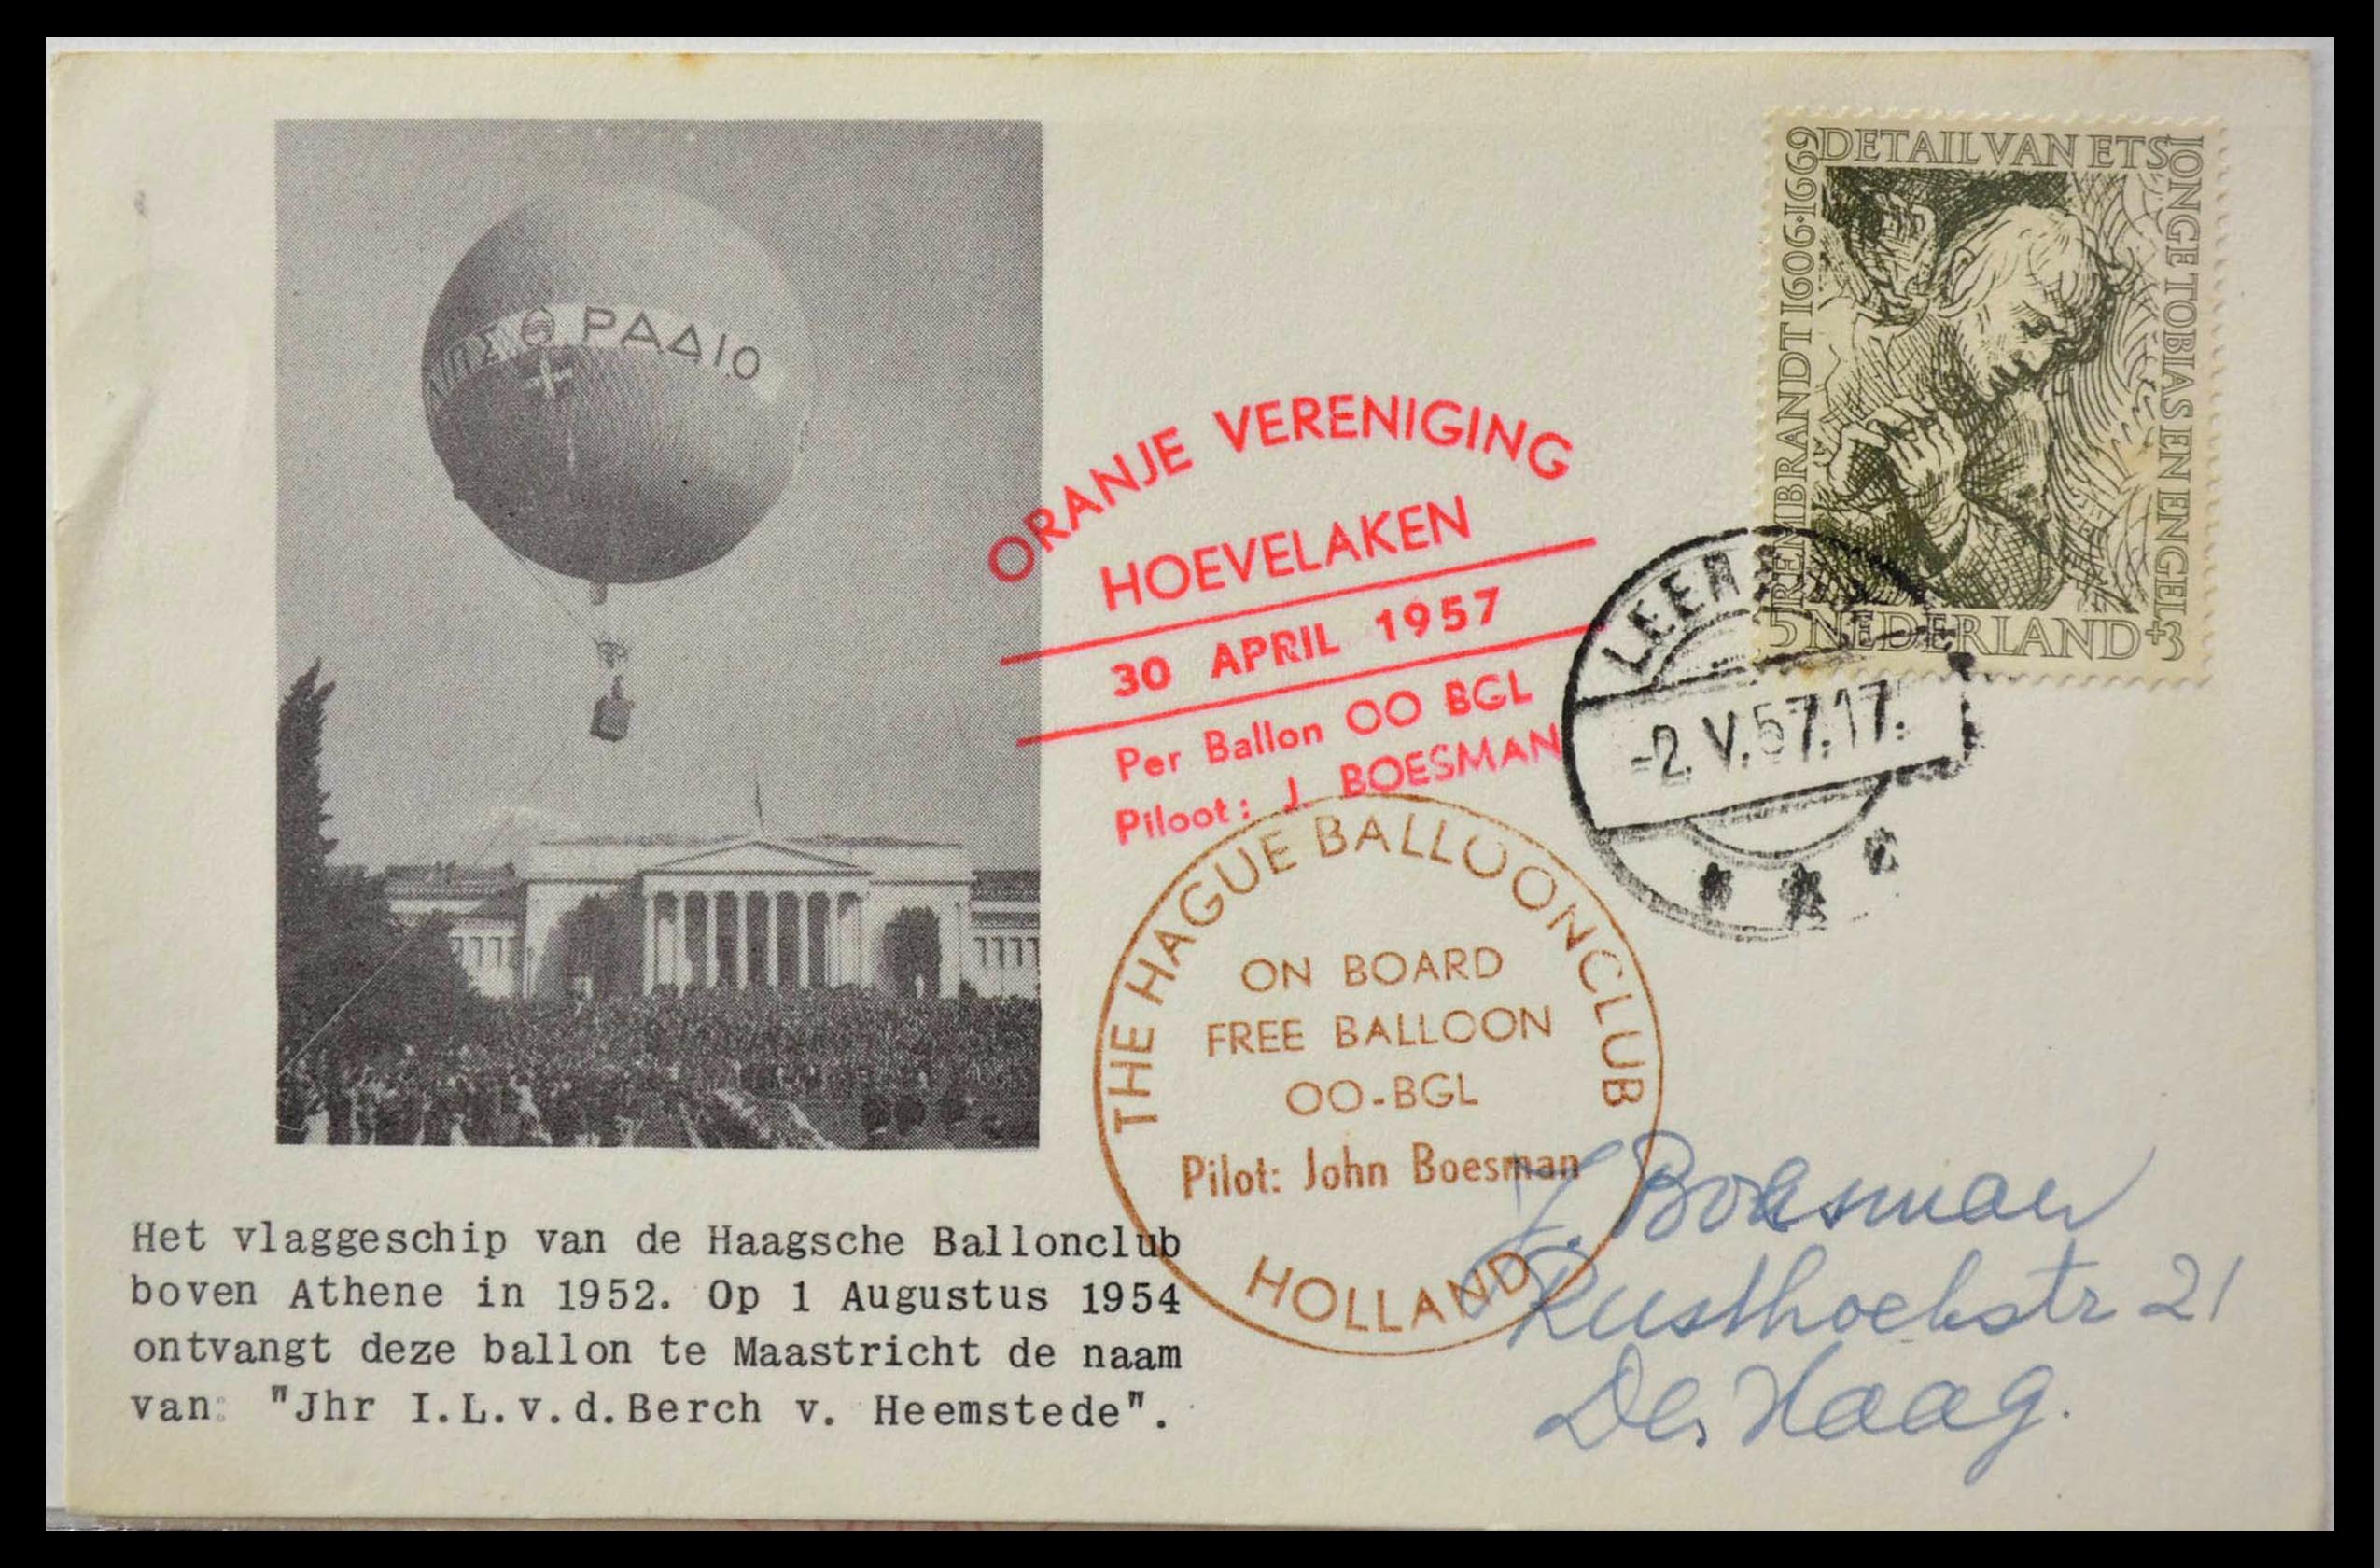 ΡΑΔΙΟ
Het vlaggeschip van de Haagsche Ballonclub
boven Athene in 1952. Op 1 Augustus 1954
ontvangt deze ballon te Maastricht de naam
van: "Jhr I.L.v.d.Berch v. Heemstede".
ORANJE VERENIGING
HOEVELAKEN
30 APRIL 1957
Per Ballon OO BGL
Piloot: J. BOESMAN
THE HAGUE BALLOONCLUB
ON BOARD
FREE BALLOON
OO-BGL
Pilot: John Boesman
HOLLAND
REMBRANDT 1606·1669
DETAIL VAN ETS
JONGE TOBIAS EN ENGEL
5 NEDERLAND +3
-2.V.57.17.
J. Boesman
Rusthoekstr 21
Den Haag.